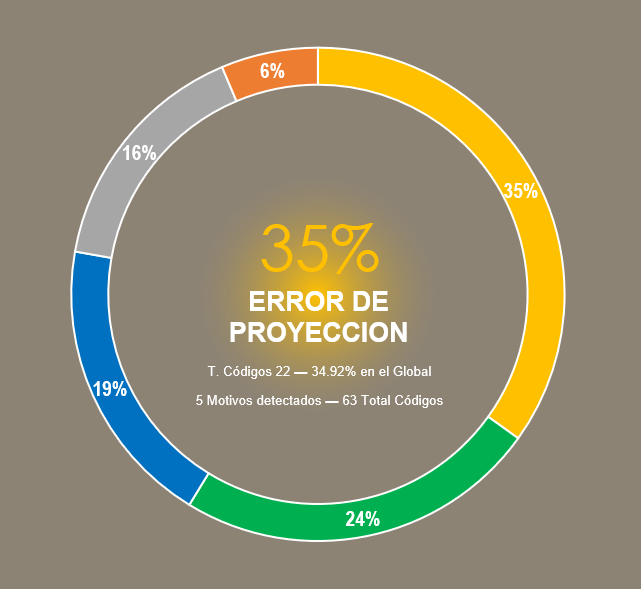 6%
16%
35%
35%
ERROR DE
PROYECCION
T. Códigos 22 — 34.92% en el Global
19%
5 Motivos detectados — 63 Total Códigos
24%